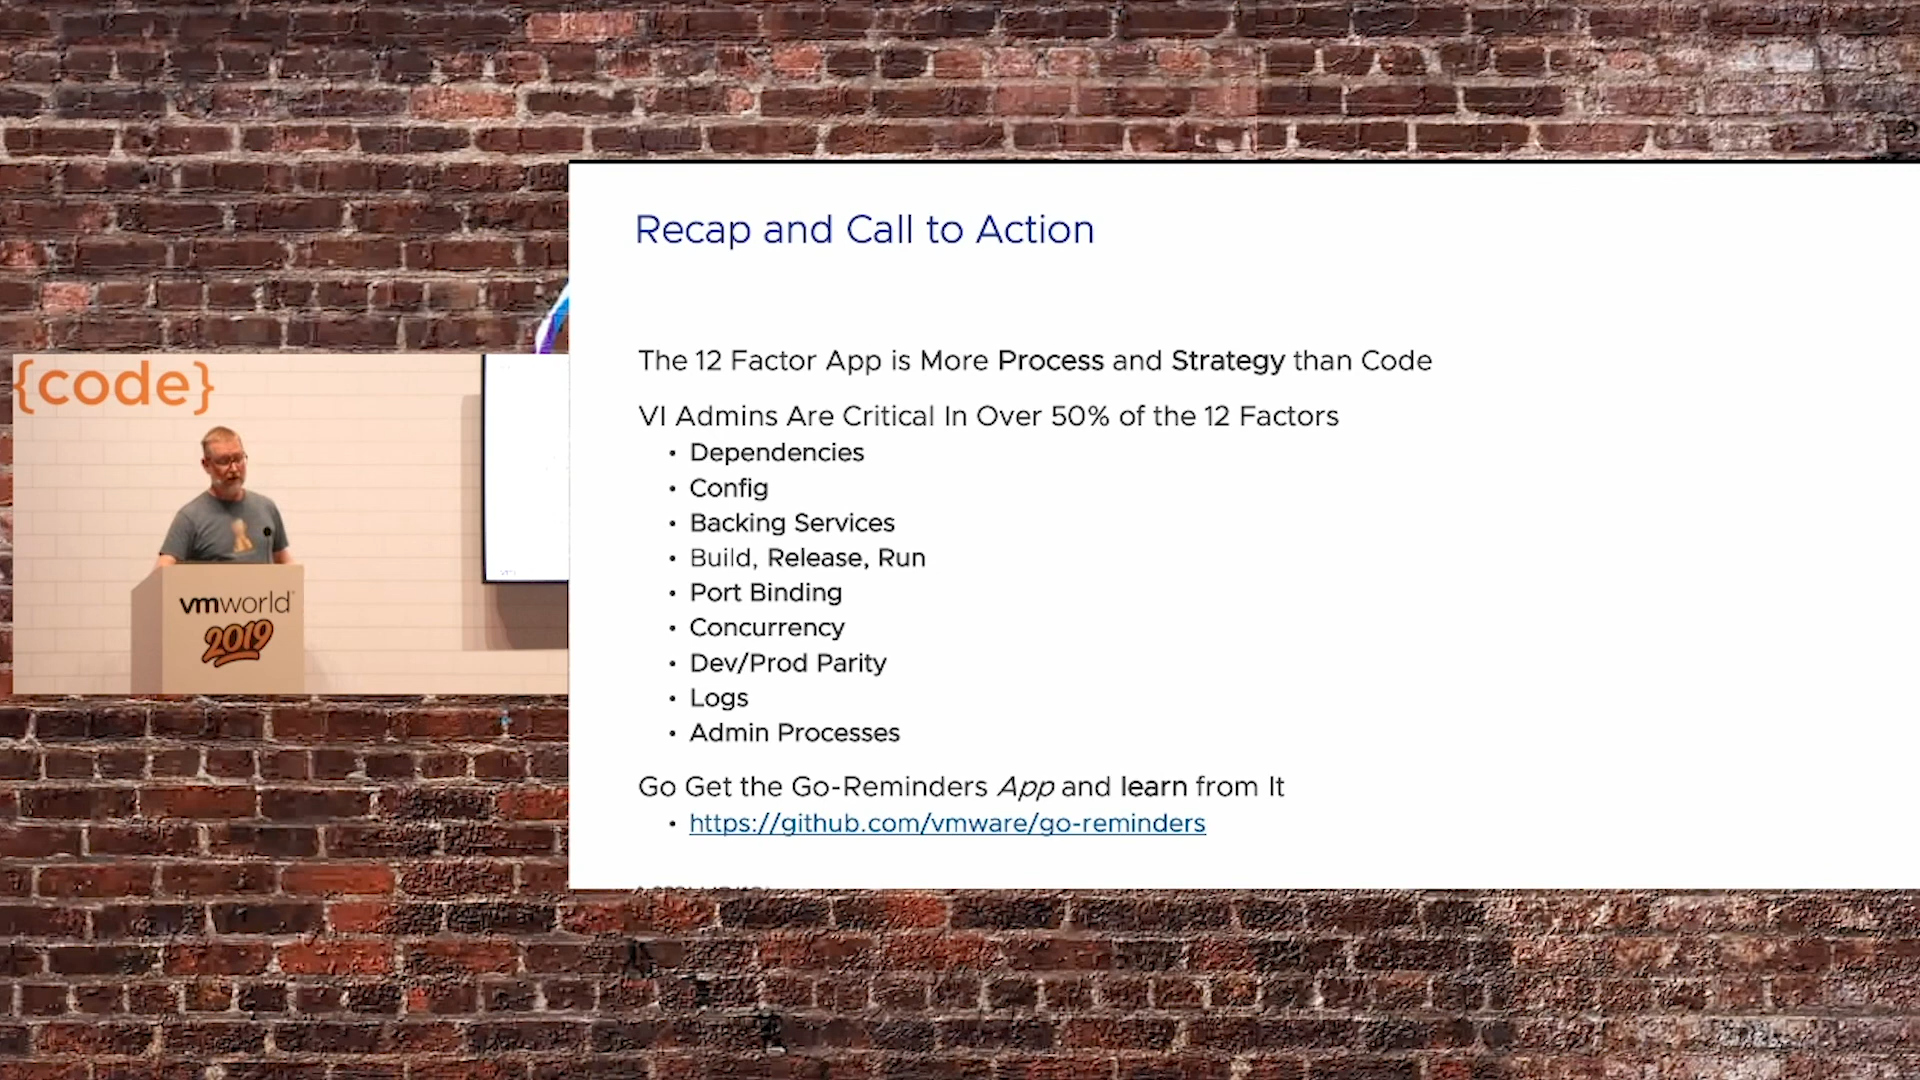 Recap and Call to Action
The 12 Factor App is More Process and Strategy than Code
VI Admins Are Critical In Over 50% of the 12 Factors
• Dependencies
• Config
• Backing Services
• Build, Release, Run
• Port Binding
• Concurrency
• Dev/Prod Parity
• Logs
• Admin Processes
Go Get the Go-Reminders App and learn from It
• https://github.com/vmware/go-reminders
{code}
vmworld
2019